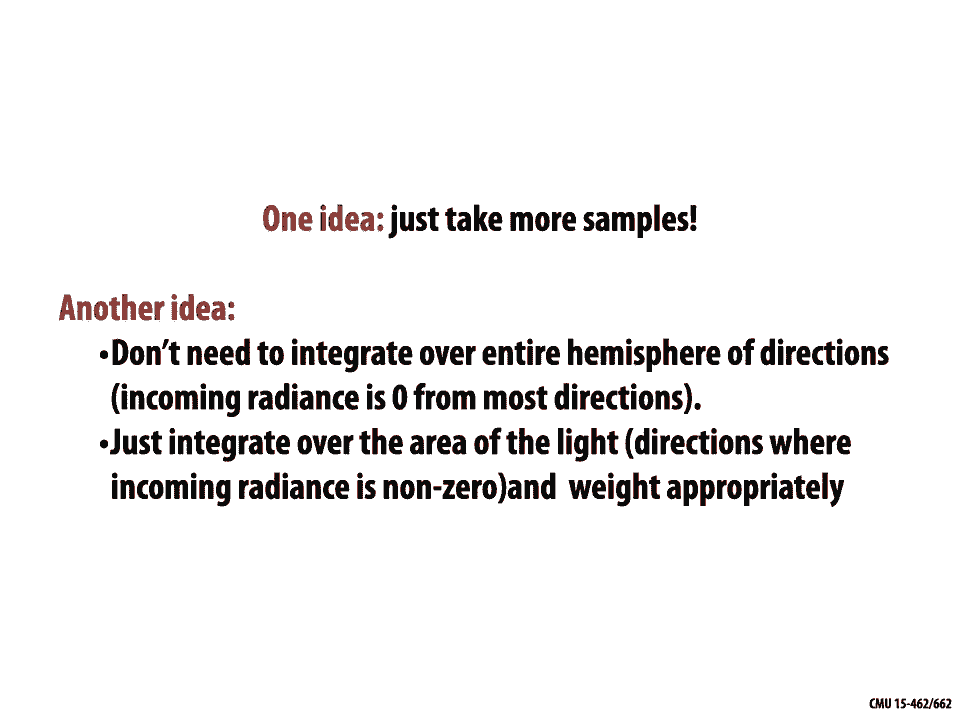 One idea: just take more samples!
Another idea:
•Don't need to integrate over entire hemisphere of directions
(incoming radiance is 0 from most directions).
•Just integrate over the area of the light (directions where
incoming radiance is non-zero)and  weight appropriately
CMU 15-462/662